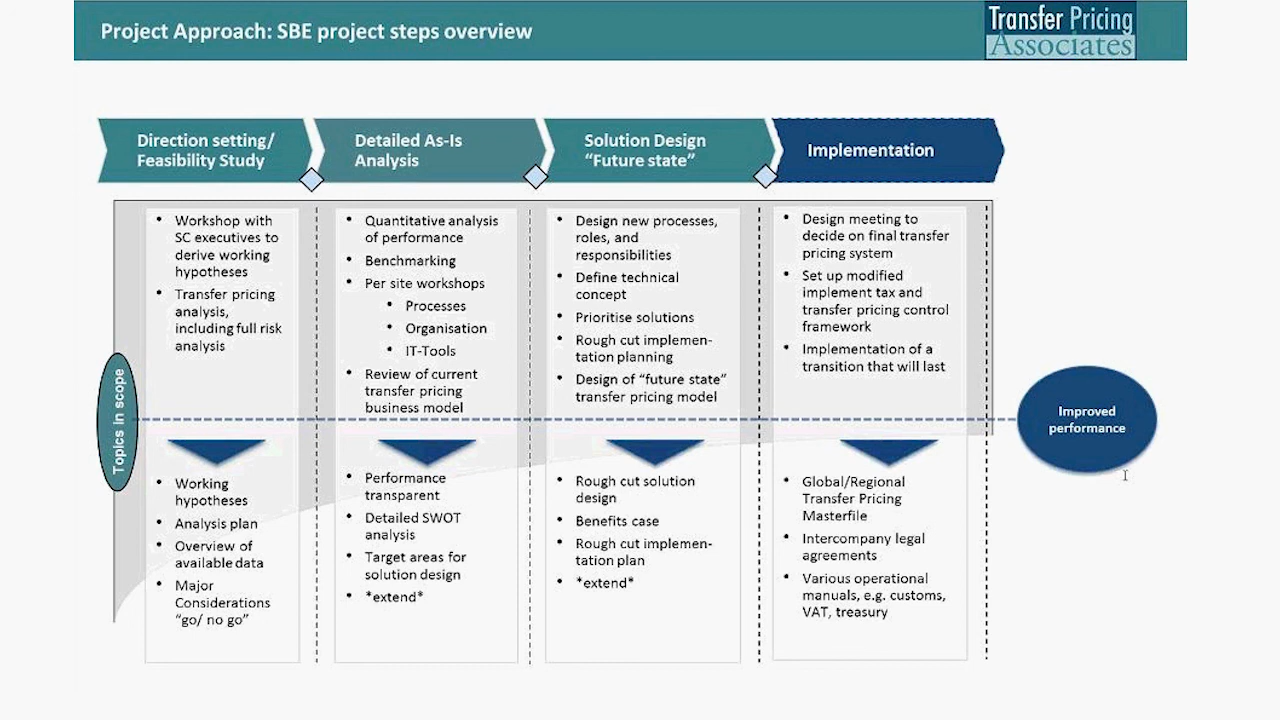 Project Approach: SBE project steps overview
Transfer Pricing
Associates
Direction setting/
Feasibility Study
Detailed As-Is
Analysis
Solution Design
“Future state”
Implementation
• Workshop with
SC executives to
derive working
hypotheses
• Transfer pricing
analysis,
including full risk
analysis
• Quantitative analysis
of performance
• Benchmarking
• Per site workshops
• Processes
• Organisation
• IT-Tools
• Review of current
transfer pricing
business model
• Design new processes,
roles, and
responsibilities
• Define technical
concept
• Prioritise solutions
• Rough cut implemen-
tation planning
• Design of “future state”
transfer pricing model
• Design meeting to
decide on final transfer
pricing system
• Set up modified
implement tax and
transfer pricing control
framework
• Implementation of a
transition that will last
Topics in scope
Improved
performance
• Working
hypotheses
• Analysis plan
• Overview of
available data
• Major
Considerations
“go/ no go”
• Performance
transparent
• Detailed SWOT
analysis
• Target areas for
solution design
• *extend*
• Rough cut solution
design
• Benefits case
• Rough cut implemen-
tation plan
• *extend*
• Global/Regional
Transfer Pricing
Masterfile
• Intercompany legal
agreements
• Various operational
manuals, e.g. customs,
VAT, treasury